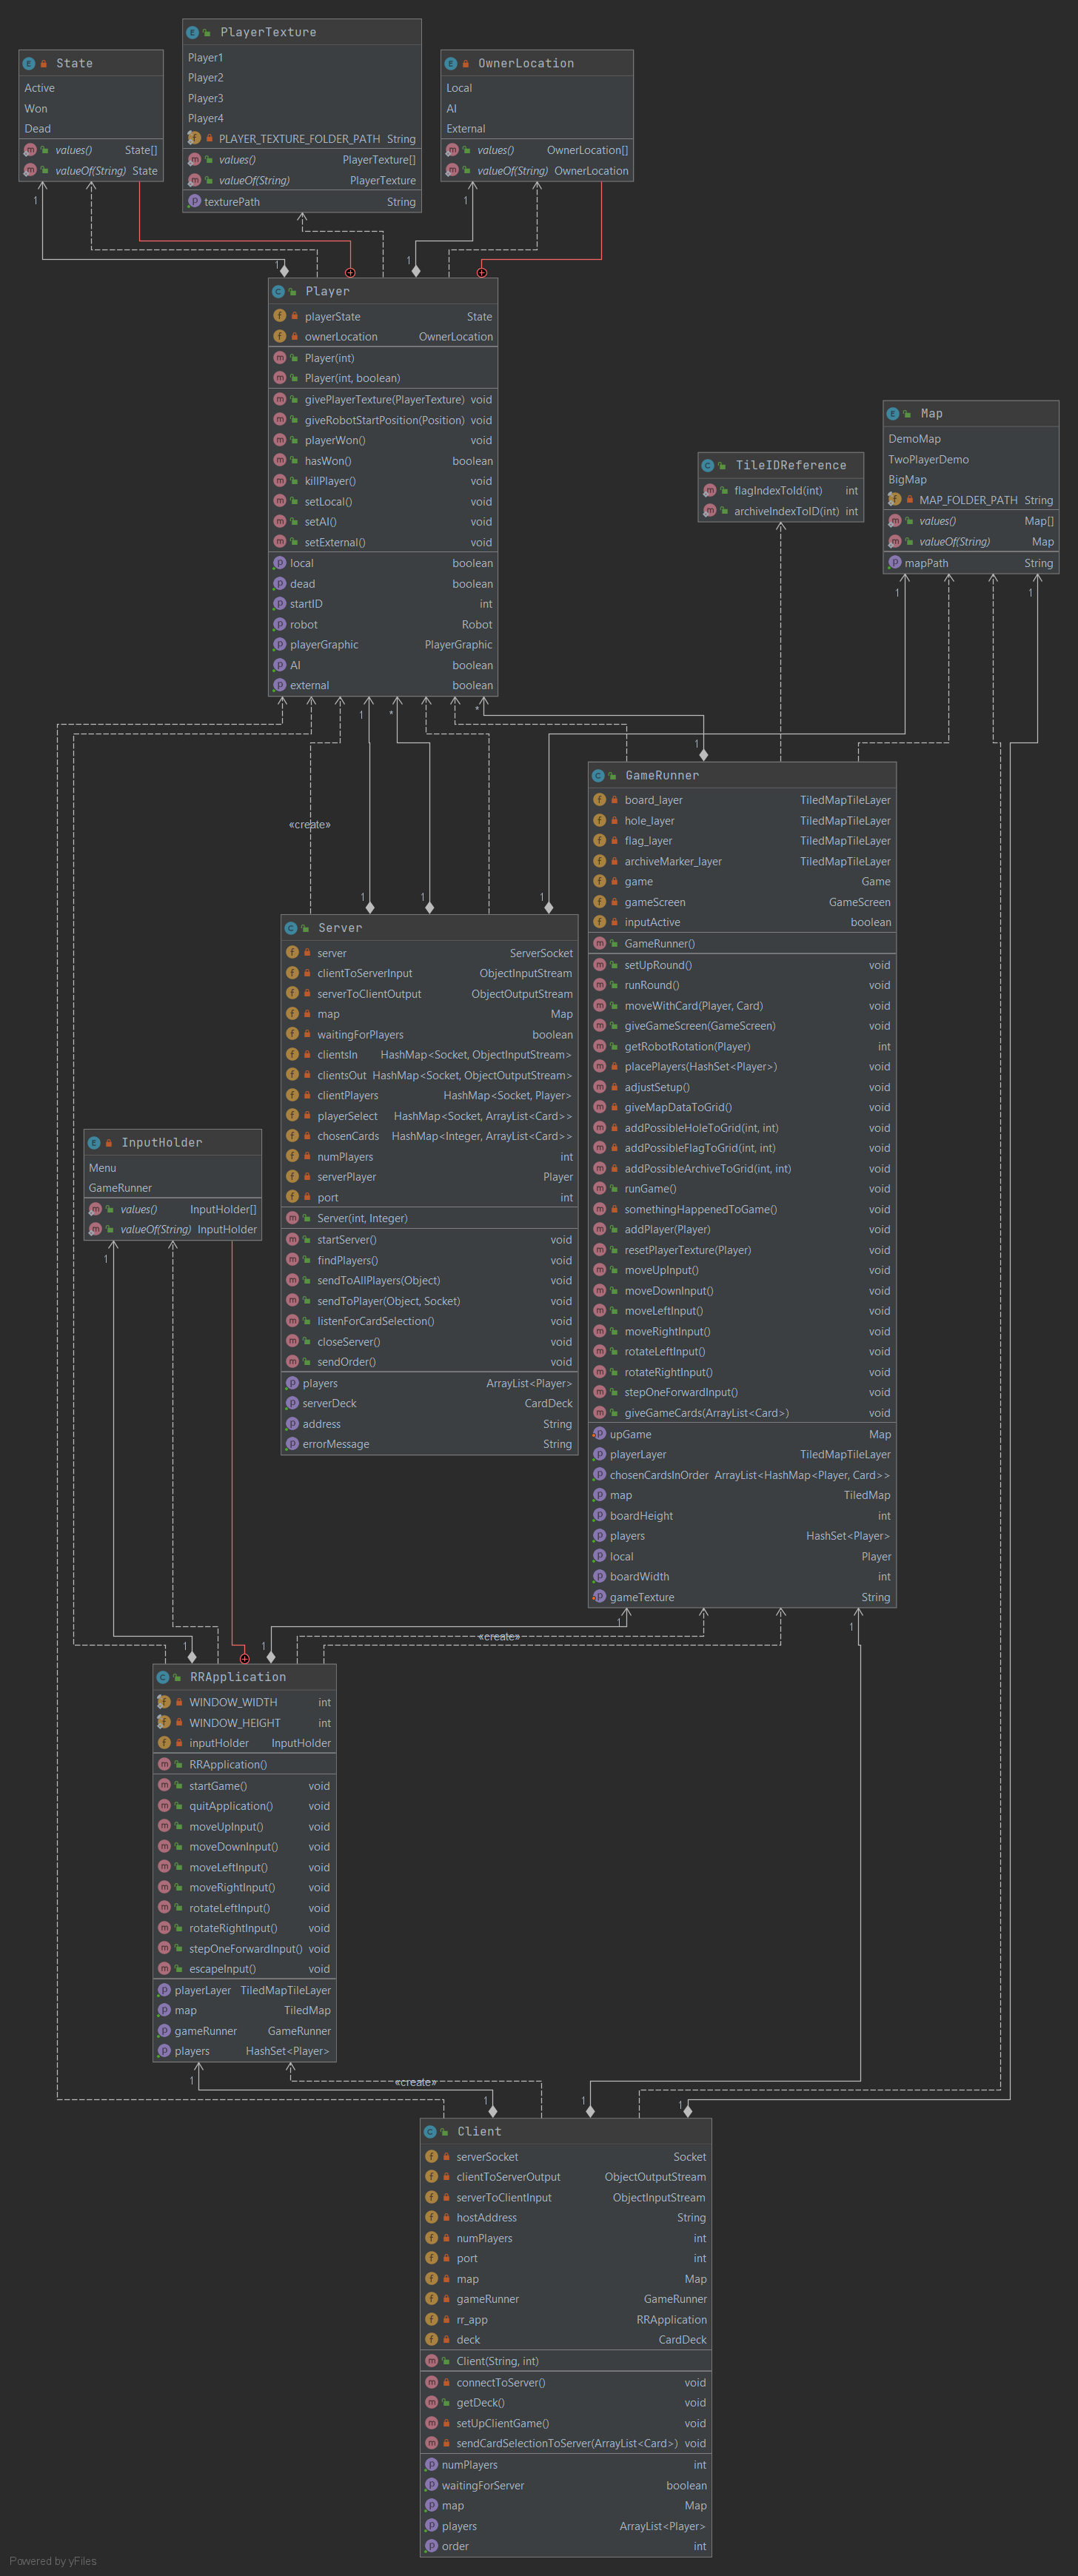 PlayerTexture
Player1
Player2
Player3
Player4
PLAYER_TEXTURE_FOLDER_PATH String
values() PlayerTexture[]
valueOf(String) PlayerTexture
texturePath String
State
Active
Won
Dead
values() State[]
valueOf(String) State
OwnerLocation
Local
AI
External
values() OwnerLocation[]
valueOf(String) OwnerLocation
1
1
1
1
Player
playerState State
ownerLocation OwnerLocation
Player(int)
Player(int, boolean)
givePlayerTexture(PlayerTexture) void
giveRobotStartPosition(Position) void
playerWon() void
hasWon() boolean
killPlayer() void
setLocal() void
setAI() void
setExternal() void
local boolean
dead boolean
startID int
robot Robot
playerGraphic PlayerGraphic
AI boolean
external boolean
TileIDReference
flagIndexToId(int) int
archiveIndexToID(int) int
Map
DemoMap
TwoPlayerDemo
BigMap
MAP_FOLDER_PATH String
values() Map[]
valueOf(String) Map
mapPath String
1
1
1
*
*
1
«create»
1
1
1
GameRunner
board_layer TiledMapTileLayer
hole_layer TiledMapTileLayer
flag_layer TiledMapTileLayer
archiveMarker_layer TiledMapTileLayer
game Game
gameScreen GameScreen
inputActive boolean
GameRunner()
setUpRound() void
runRound() void
moveWithCard(Player, Card) void
giveGameScreen(GameScreen) void
getRobotRotation(Player) int
placePlayers(HashSet<Player>) void
adjustSetup() void
giveMapDataToGrid() void
addPossibleHoleToGrid(int, int) void
addPossibleFlagToGrid(int, int) void
addPossibleArchiveToGrid(int, int) void
runGame() void
somethingHappenedToGame() void
addPlayer(Player) void
resetPlayerTexture(Player) void
moveUpInput() void
moveDownInput() void
moveLeftInput() void
moveRightInput() void
rotateLeftInput() void
rotateRightInput() void
stepOneForwardInput() void
giveGameCards(ArrayList<Card>) void
upGame Map
playerLayer TiledMapTileLayer
chosenCardsInOrder ArrayList<HashMap<Player, Card>>
map TiledMap
boardHeight int
players HashSet<Player>
local Player
boardWidth int
gameTexture String
Server
server ServerSocket
clientToServerInput ObjectInputStream
serverToClientOutput ObjectOutputStream
map Map
waitingForPlayers boolean
clientsIn HashMap<Socket, ObjectInputStream>
clientsOut HashMap<Socket, ObjectOutputStream>
clientPlayers HashMap<Socket, Player>
playerSelect HashMap<Socket, ArrayList<Card>>
chosenCards HashMap<Integer, ArrayList<Card>>
numPlayers int
serverPlayer Player
port int
Server(int, Integer)
startServer() void
findPlayers() void
sendToAllPlayers(Object) void
sendToPlayer(Object, Socket) void
listenForCardSelection() void
closeServer() void
sendOrder() void
players ArrayList<Player>
serverDeck CardDeck
address String
errorMessage String
InputHolder
Menu
GameRunner
values() InputHolder[]
valueOf(String) InputHolder
1
1
1
1
«create»
1
RRApplication
WINDOW_WIDTH int
WINDOW_HEIGHT int
inputHolder InputHolder
RRApplication()
startGame() void
quitApplication() void
moveUpInput() void
moveDownInput() void
moveLeftInput() void
moveRightInput() void
rotateLeftInput() void
rotateRightInput() void
stepOneForwardInput() void
escapeInput() void
playerLayer TiledMapTileLayer
map TiledMap
gameRunner GameRunner
players HashSet<Player>
1
«create»
1
1
1
Client
serverSocket Socket
clientToServerOutput ObjectOutputStream
serverToClientInput ObjectInputStream
hostAddress String
numPlayers int
port int
map Map
gameRunner GameRunner
rr_app RRApplication
deck CardDeck
Client(String, int)
connectToServer() void
getDeck() void
setUpClientGame() void
sendCardSelectionToServer(ArrayList<Card>) void
numPlayers int
waitingForServer boolean
map Map
players ArrayList<Player>
order int
Powered by yFiles